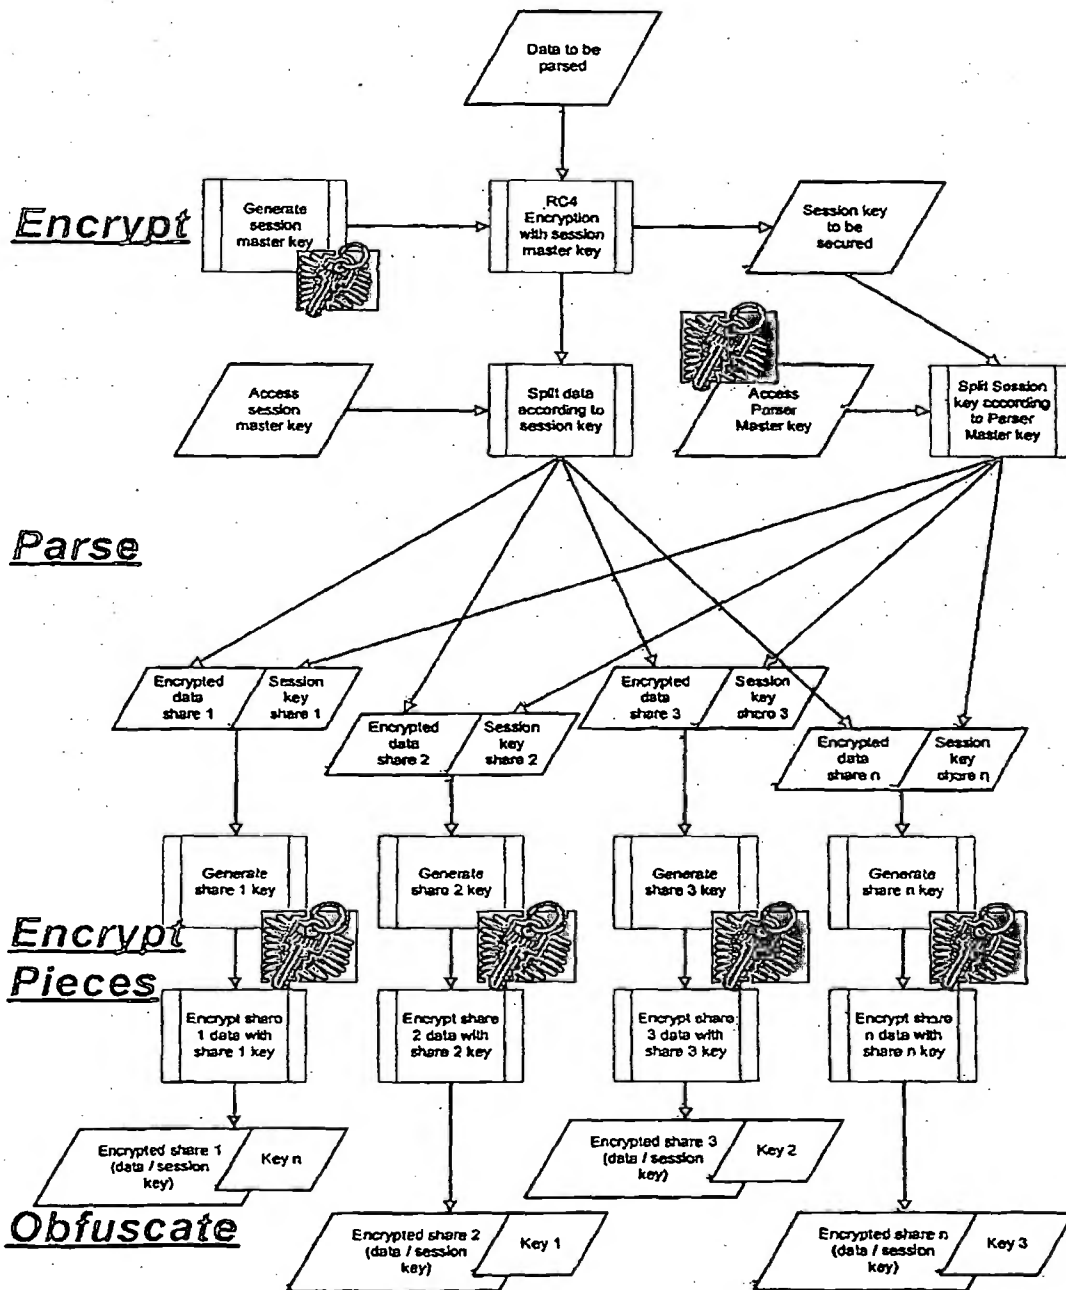 Data to be
parsed
Encrypt
Generate
session
master key
RC4
Encryption
with session
master key
Session key
to be
secured
Access
session
master key
Split data
according to
session key
Access
Parser
Master key
Split Session
key according
to Parser
Master key
Parse
Encrypted
data
share 1
Session
key
share 1
Encrypted
data
share 2
Session
key
share 2
Encrypted
data
share 3
Session
key
share 3
Encrypted
data
share n
Session
key
share n
Generate
share 1 key
Generate
share 2 key
Generate
share 3 key
Generate
share n key
Encrypt
Pieces
Encrypt share
1 data with
share 1 key
Encrypt share
2 data with
share 2 key
Encrypt share
3 data with
share 3 key
Encrypt share
n data with
share n key
Encrypted share 1
(data / session
key)
Key n
Encrypted share 3
(data / session
key)
Key 2
Obfuscate
Encrypted share 2
(data / session
key)
Key 1
Encrypted share n
(data / session
key)
Key 3